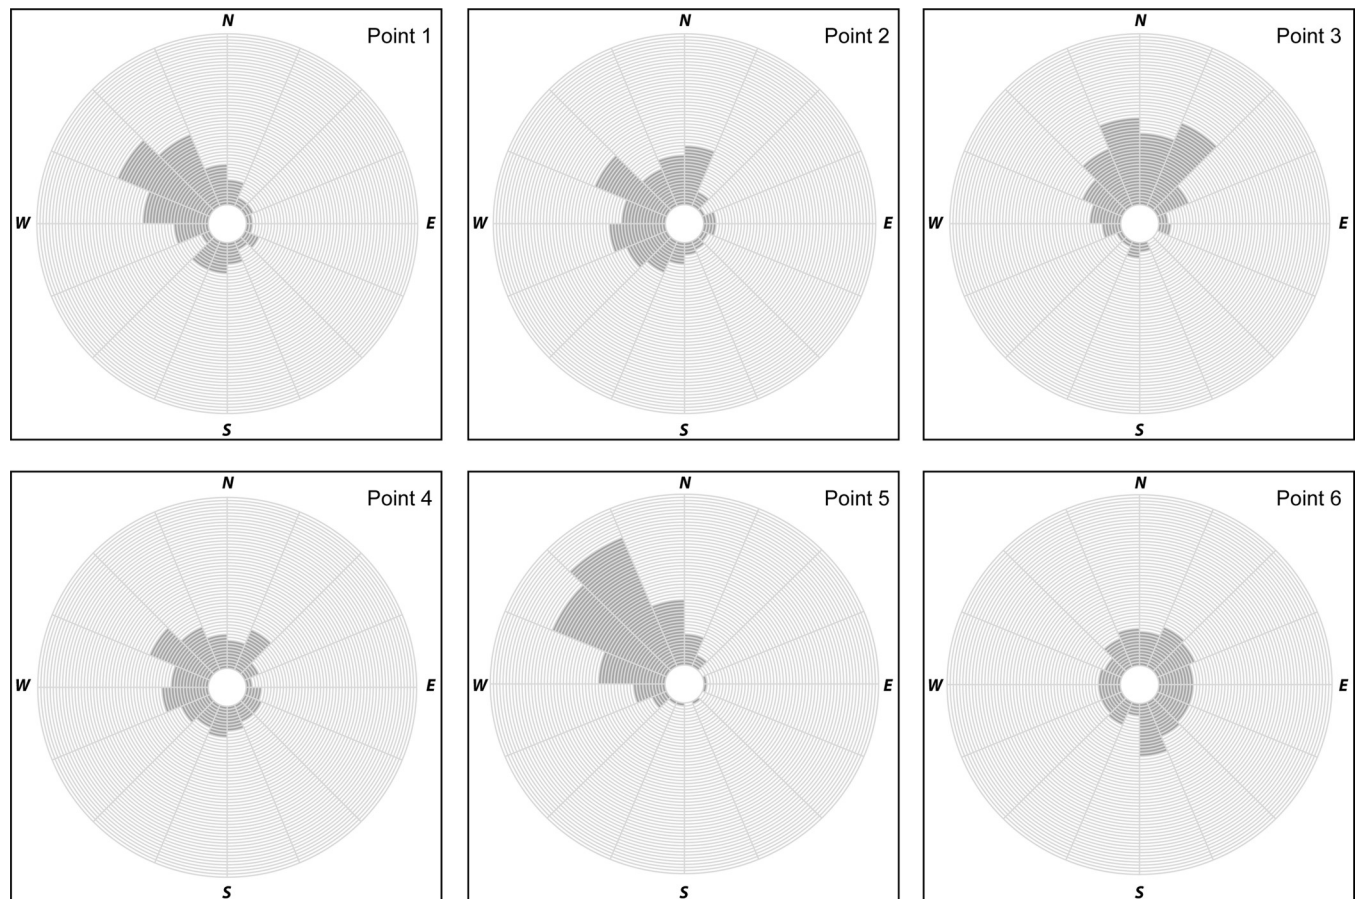 N N N
Point 1 Point 2 Point 3
W E W E W E
S S S
N N N
Point 4 Point 5 Point 6
W E W E W E
S S S